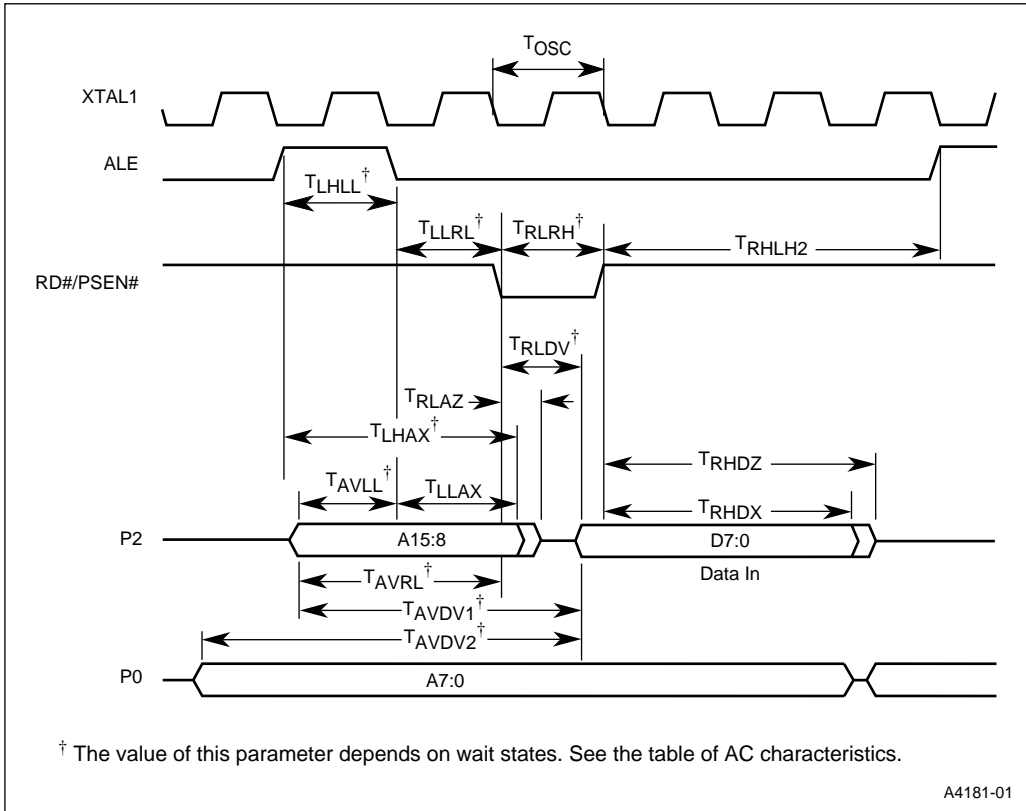 TOSC
XTAL1
ALE
TLHLL†
TLLRL†
TRLRH†
TRHLH2
RD#/PSEN#
TRLDV†
TRLAZ
TLHAX†
TRHDZ
TAVLL†
TLLAX
TRHDX
P2
A15:8
D7:0
Data In
TAVRL†
TAVDV1†
TAVDV2†
P0
A7:0
† The value of this parameter depends on wait states. See the table of AC characteristics.
A4181-01